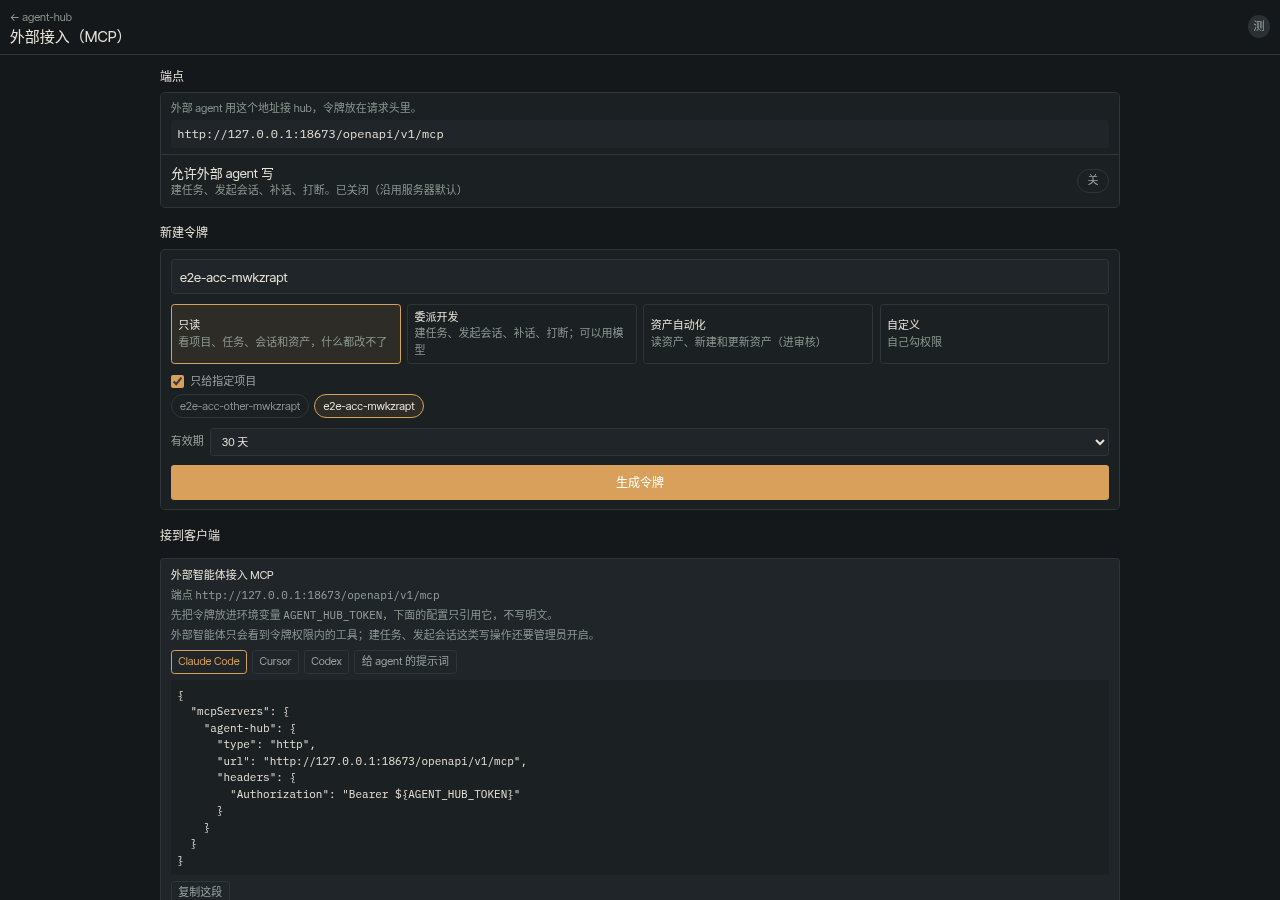 ← agent-hub
外部接入（MCP）
测
端点
外部 agent 用这个地址接 hub，令牌放在请求头里。
http://127.0.0.1:18673/openapi/v1/mcp
允许外部 agent 写
建任务、发起会话、补话、打断。已关闭（沿用服务器默认）
关
新建令牌
e2e-acc-mwkzrapt
只读
看项目、任务、会话和资产，什么都改不了
委派开发
建任务、发起会话、补话、打断；可以用模
型
资产自动化
读资产、新建和更新资产（进审核）
自定义
自己勾权限
只给指定项目
e2e-acc-other-mwkzrapt
e2e-acc-mwkzrapt
有效期
30 天
生成令牌
接到客户端
外部智能体接入 MCP
端点 http://127.0.0.1:18673/openapi/v1/mcp
先把令牌放进环境变量 AGENT_HUB_TOKEN，下面的配置只引用它，不写明文。
外部智能体只会看到令牌权限内的工具；建任务、发起会话这类写操作还要管理员开启。
Claude Code
Cursor
Codex
给 agent 的提示词
{
  "mcpServers": {
    "agent-hub": {
      "type": "http",
      "url": "http://127.0.0.1:18673/openapi/v1/mcp",
      "headers": {
        "Authorization": "Bearer ${AGENT_HUB_TOKEN}"
      }
    }
  }
}
复制这段